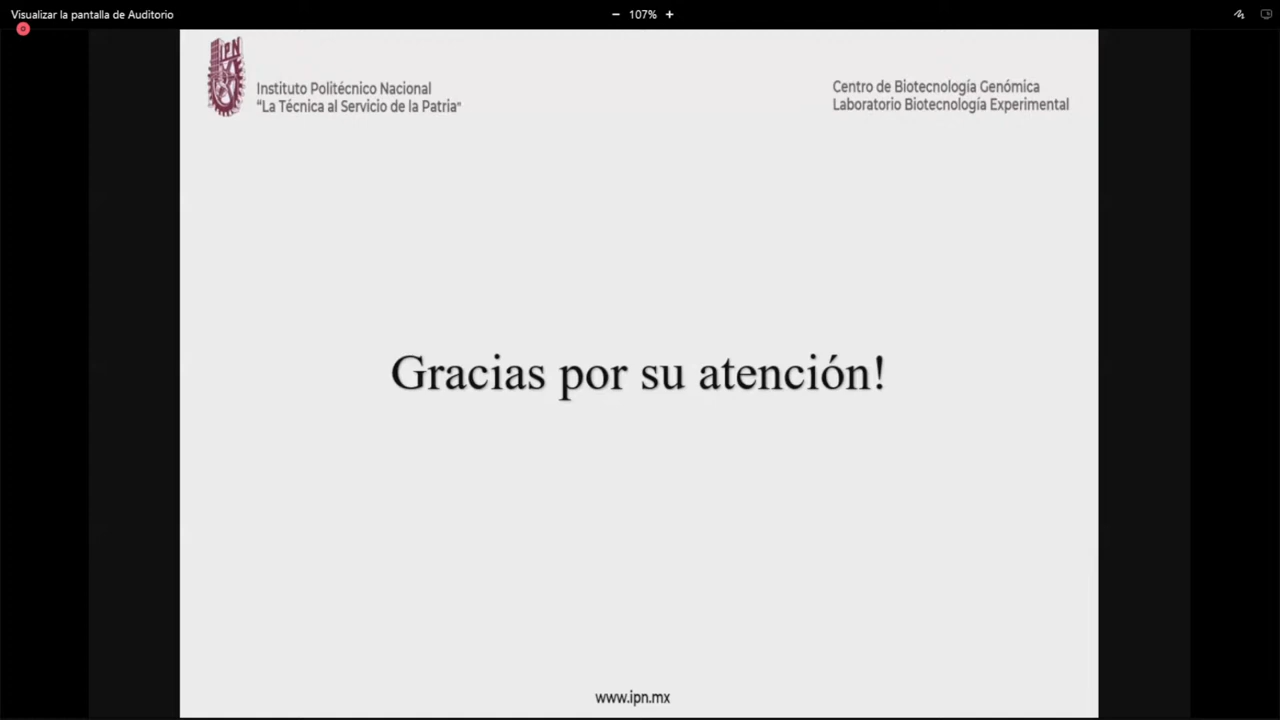 Visualizar la pantalla de Auditorio
− 107% +
IPN
Instituto Politécnico Nacional
“La Técnica al Servicio de la Patria”
Centro de Biotecnología Genómica
Laboratorio Biotecnología Experimental
Gracias por su atención!
www.ipn.mx